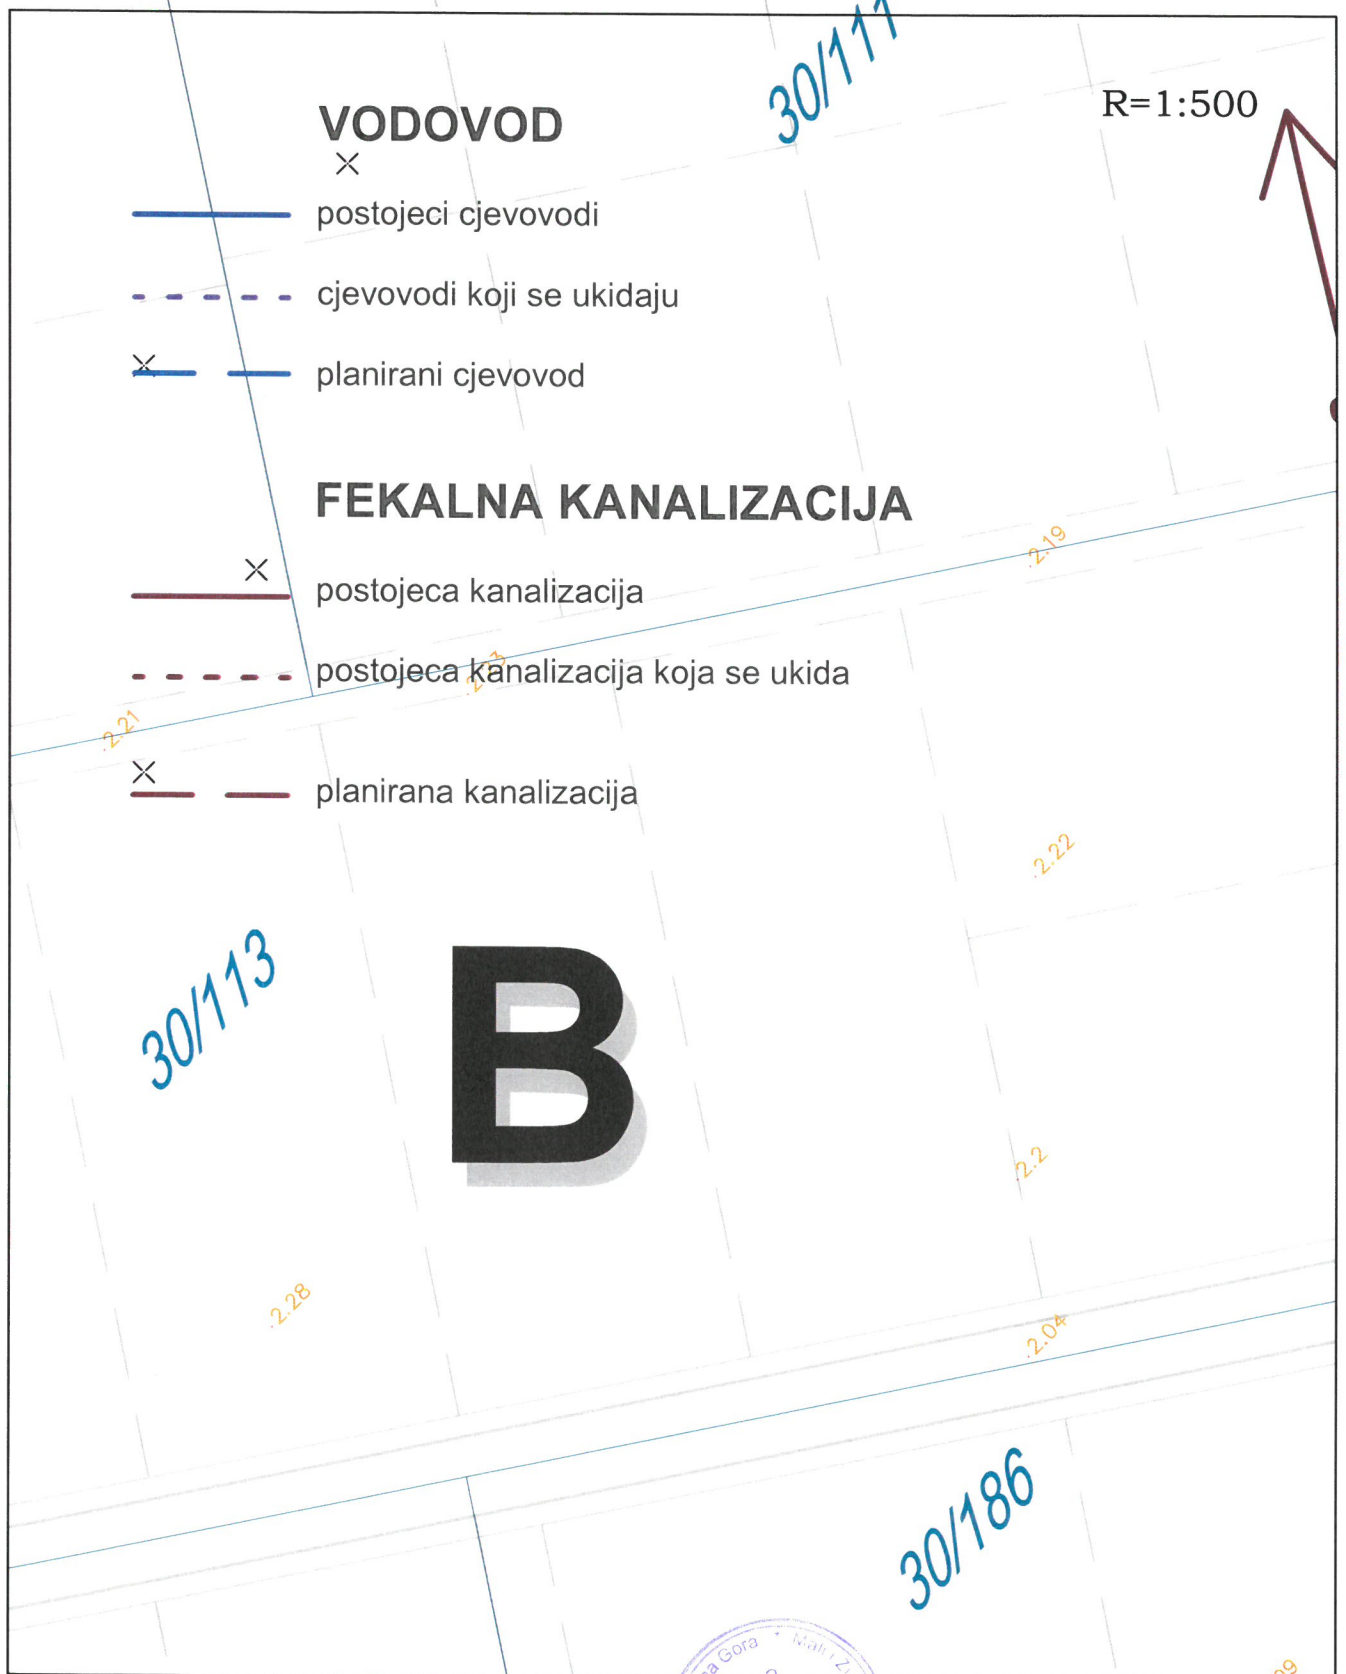 30/111
R=1:500
VODOVOD
postojeci cjevovodi
cjevovodi koji se ukidaju
planirani cjevovod
FEKALNA KANALIZACIJA
.2.19
postojeca kanalizacija
postojeca kanalizacija koja se ukida
.2.21
planirana kanalizacija
.2.22
30/113
B
.2.2
.2.28
.2.04
30/186
Gora * Mali